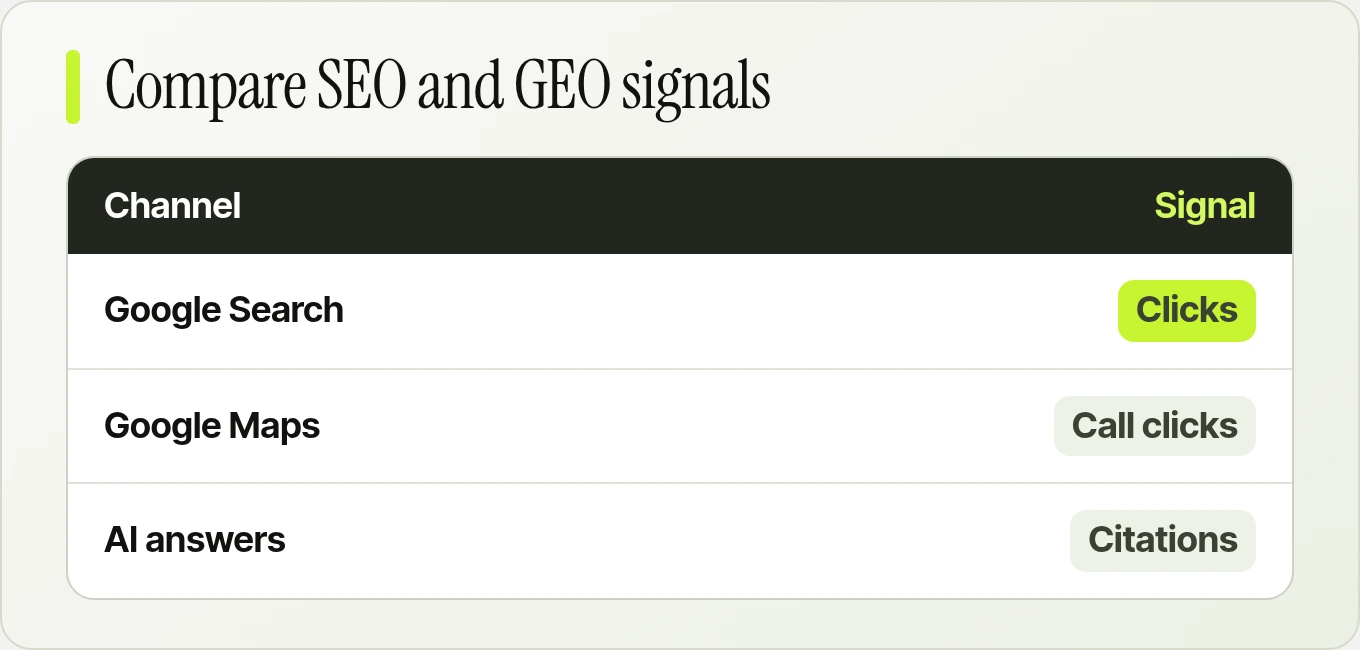 Compare SEO and GEO signals
Channel Signal
Google Search Clicks
Google Maps Call clicks
AI answers Citations